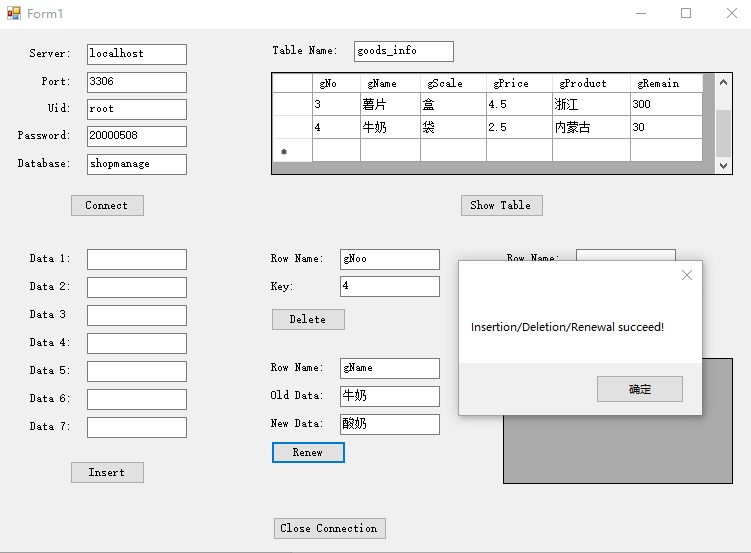 Form1
Server: localhost
Port: 3306
Uid: root
Password: 20000508
Database: shopmanage
Connect
Table Name: goods_info
gNo gName gScale gPrice gProduct gRemain
3 薯片 盒 4.5 浙江 300
4 牛奶 袋 2.5 内蒙古 30
*
Show Table
Data 1:
Data 2:
Data 3
Data 4:
Data 5:
Data 6:
Data 7:
Insert
Row Name: gNoo
Key: 4
Delete
Row Name: gName
Old Data: 牛奶
New Data: 酸奶
Renew
Row Name:
Insertion/Deletion/Renewal succeed!
确定
Close Connection